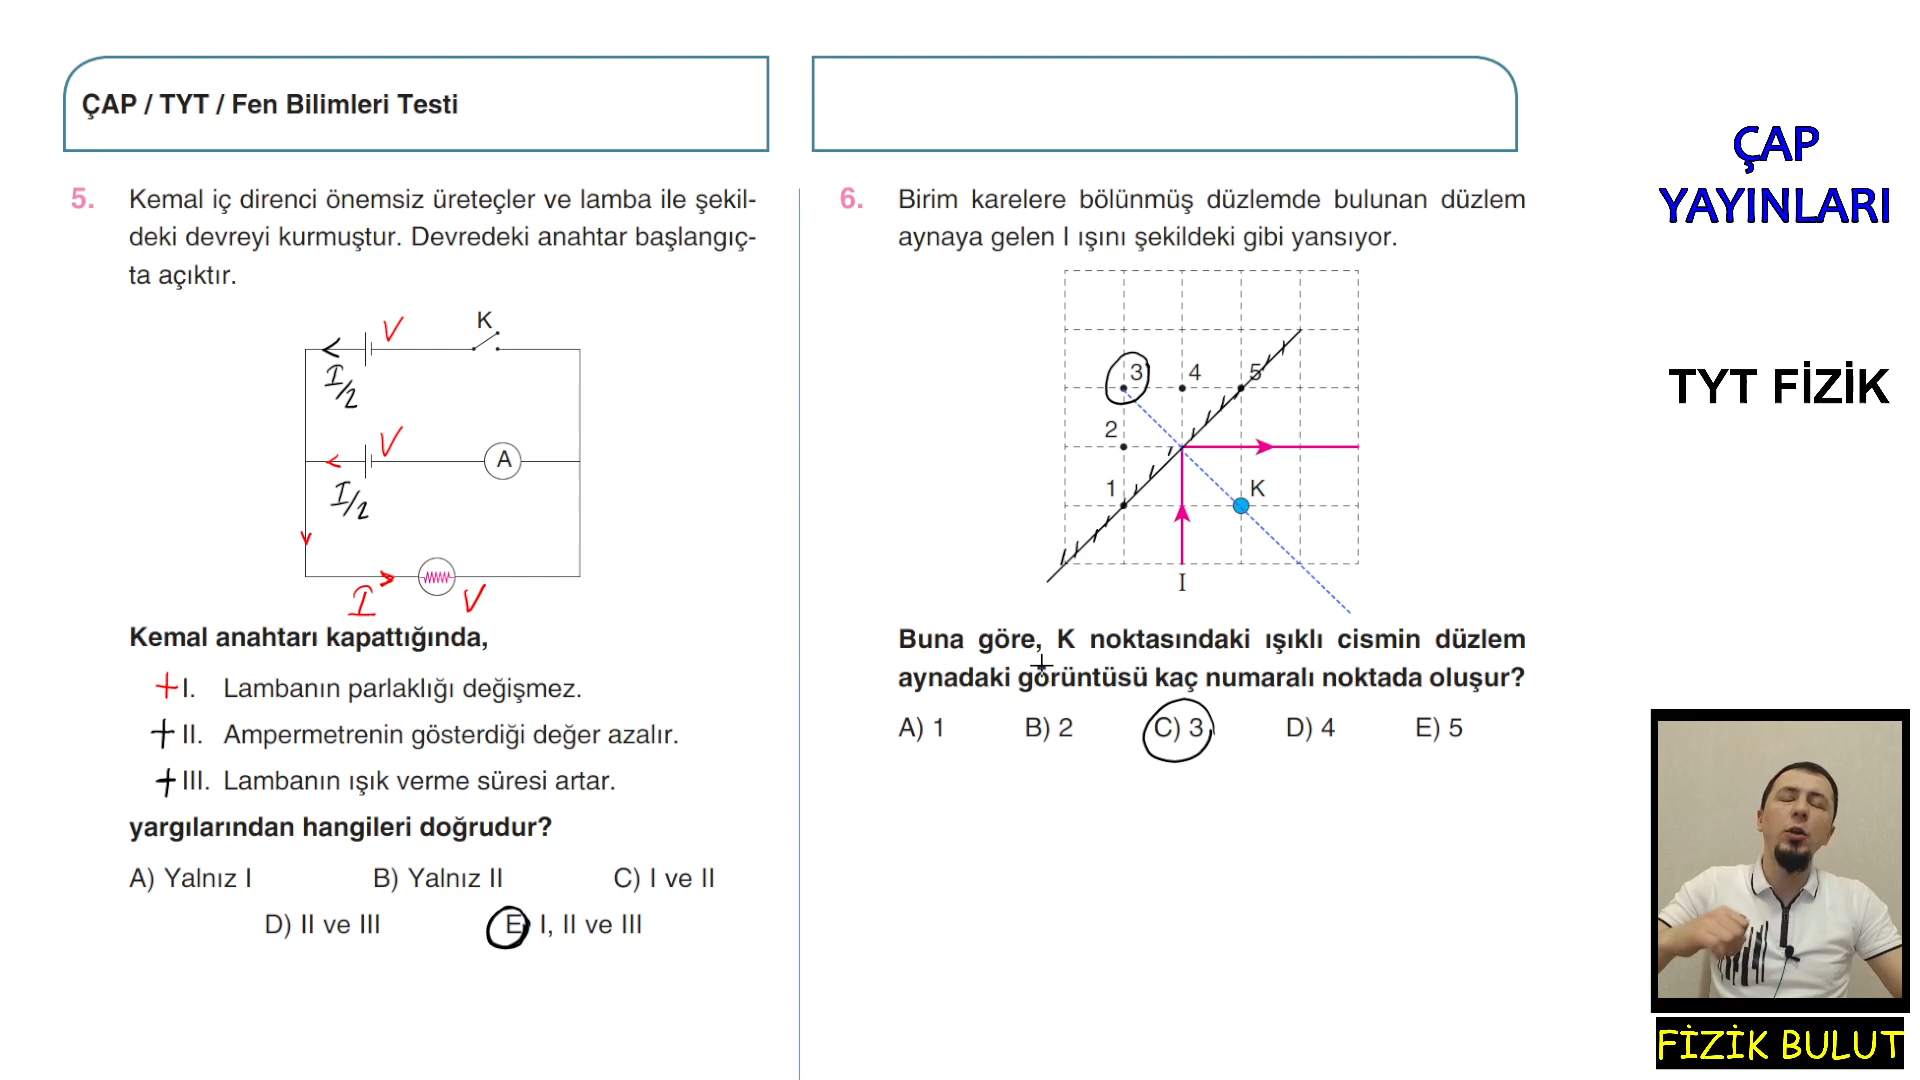 ÇAP / TYT / Fen Bilimleri Testi
5. Kemal iç direnci önemsiz üreteçler ve lamba ile şekil-
deki devreyi kurmuştur. Devredeki anahtar başlangıç-
ta açıktır.
V
K
I/2
V
A
I/2
I
V
Kemal anahtarı kapattığında,
+ I. Lambanın parlaklığı değişmez.
+ II. Ampermetrenin gösterdiği değer azalır.
+ III. Lambanın ışık verme süresi artar.
yargılarından hangileri doğrudur?
A) Yalnız I B) Yalnız II C) I ve II
D) II ve III E) I, II ve III
6. Birim karelere bölünmüş düzlemde bulunan düzlem
aynaya gelen I ışını şekildeki gibi yansıyor.
3 4 5
2
1 K
I
Buna göre, K noktasındaki ışıklı cismin düzlem
aynadaki görüntüsü kaç numaralı noktada oluşur?
A) 1 B) 2 C) 3 D) 4 E) 5
ÇAP
YAYINLARI
TYT FİZİK
FİZİK BULUT